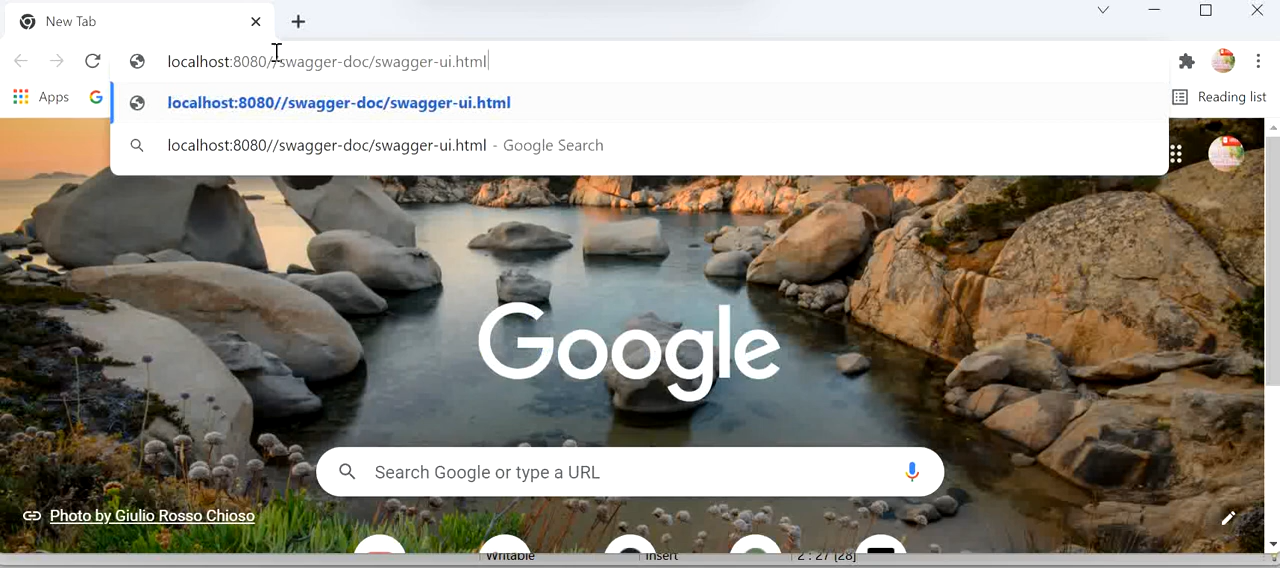 New Tab
localhost:8080//swagger-doc/swagger-ui.html
Apps
localhost:8080//swagger-doc/swagger-ui.html
Reading list
localhost:8080//swagger-doc/swagger-ui.html - Google Search
Google
Search Google or type a URL
Photo by Giulio Rosso Chioso
Writable Insert 2 : 27 [28]